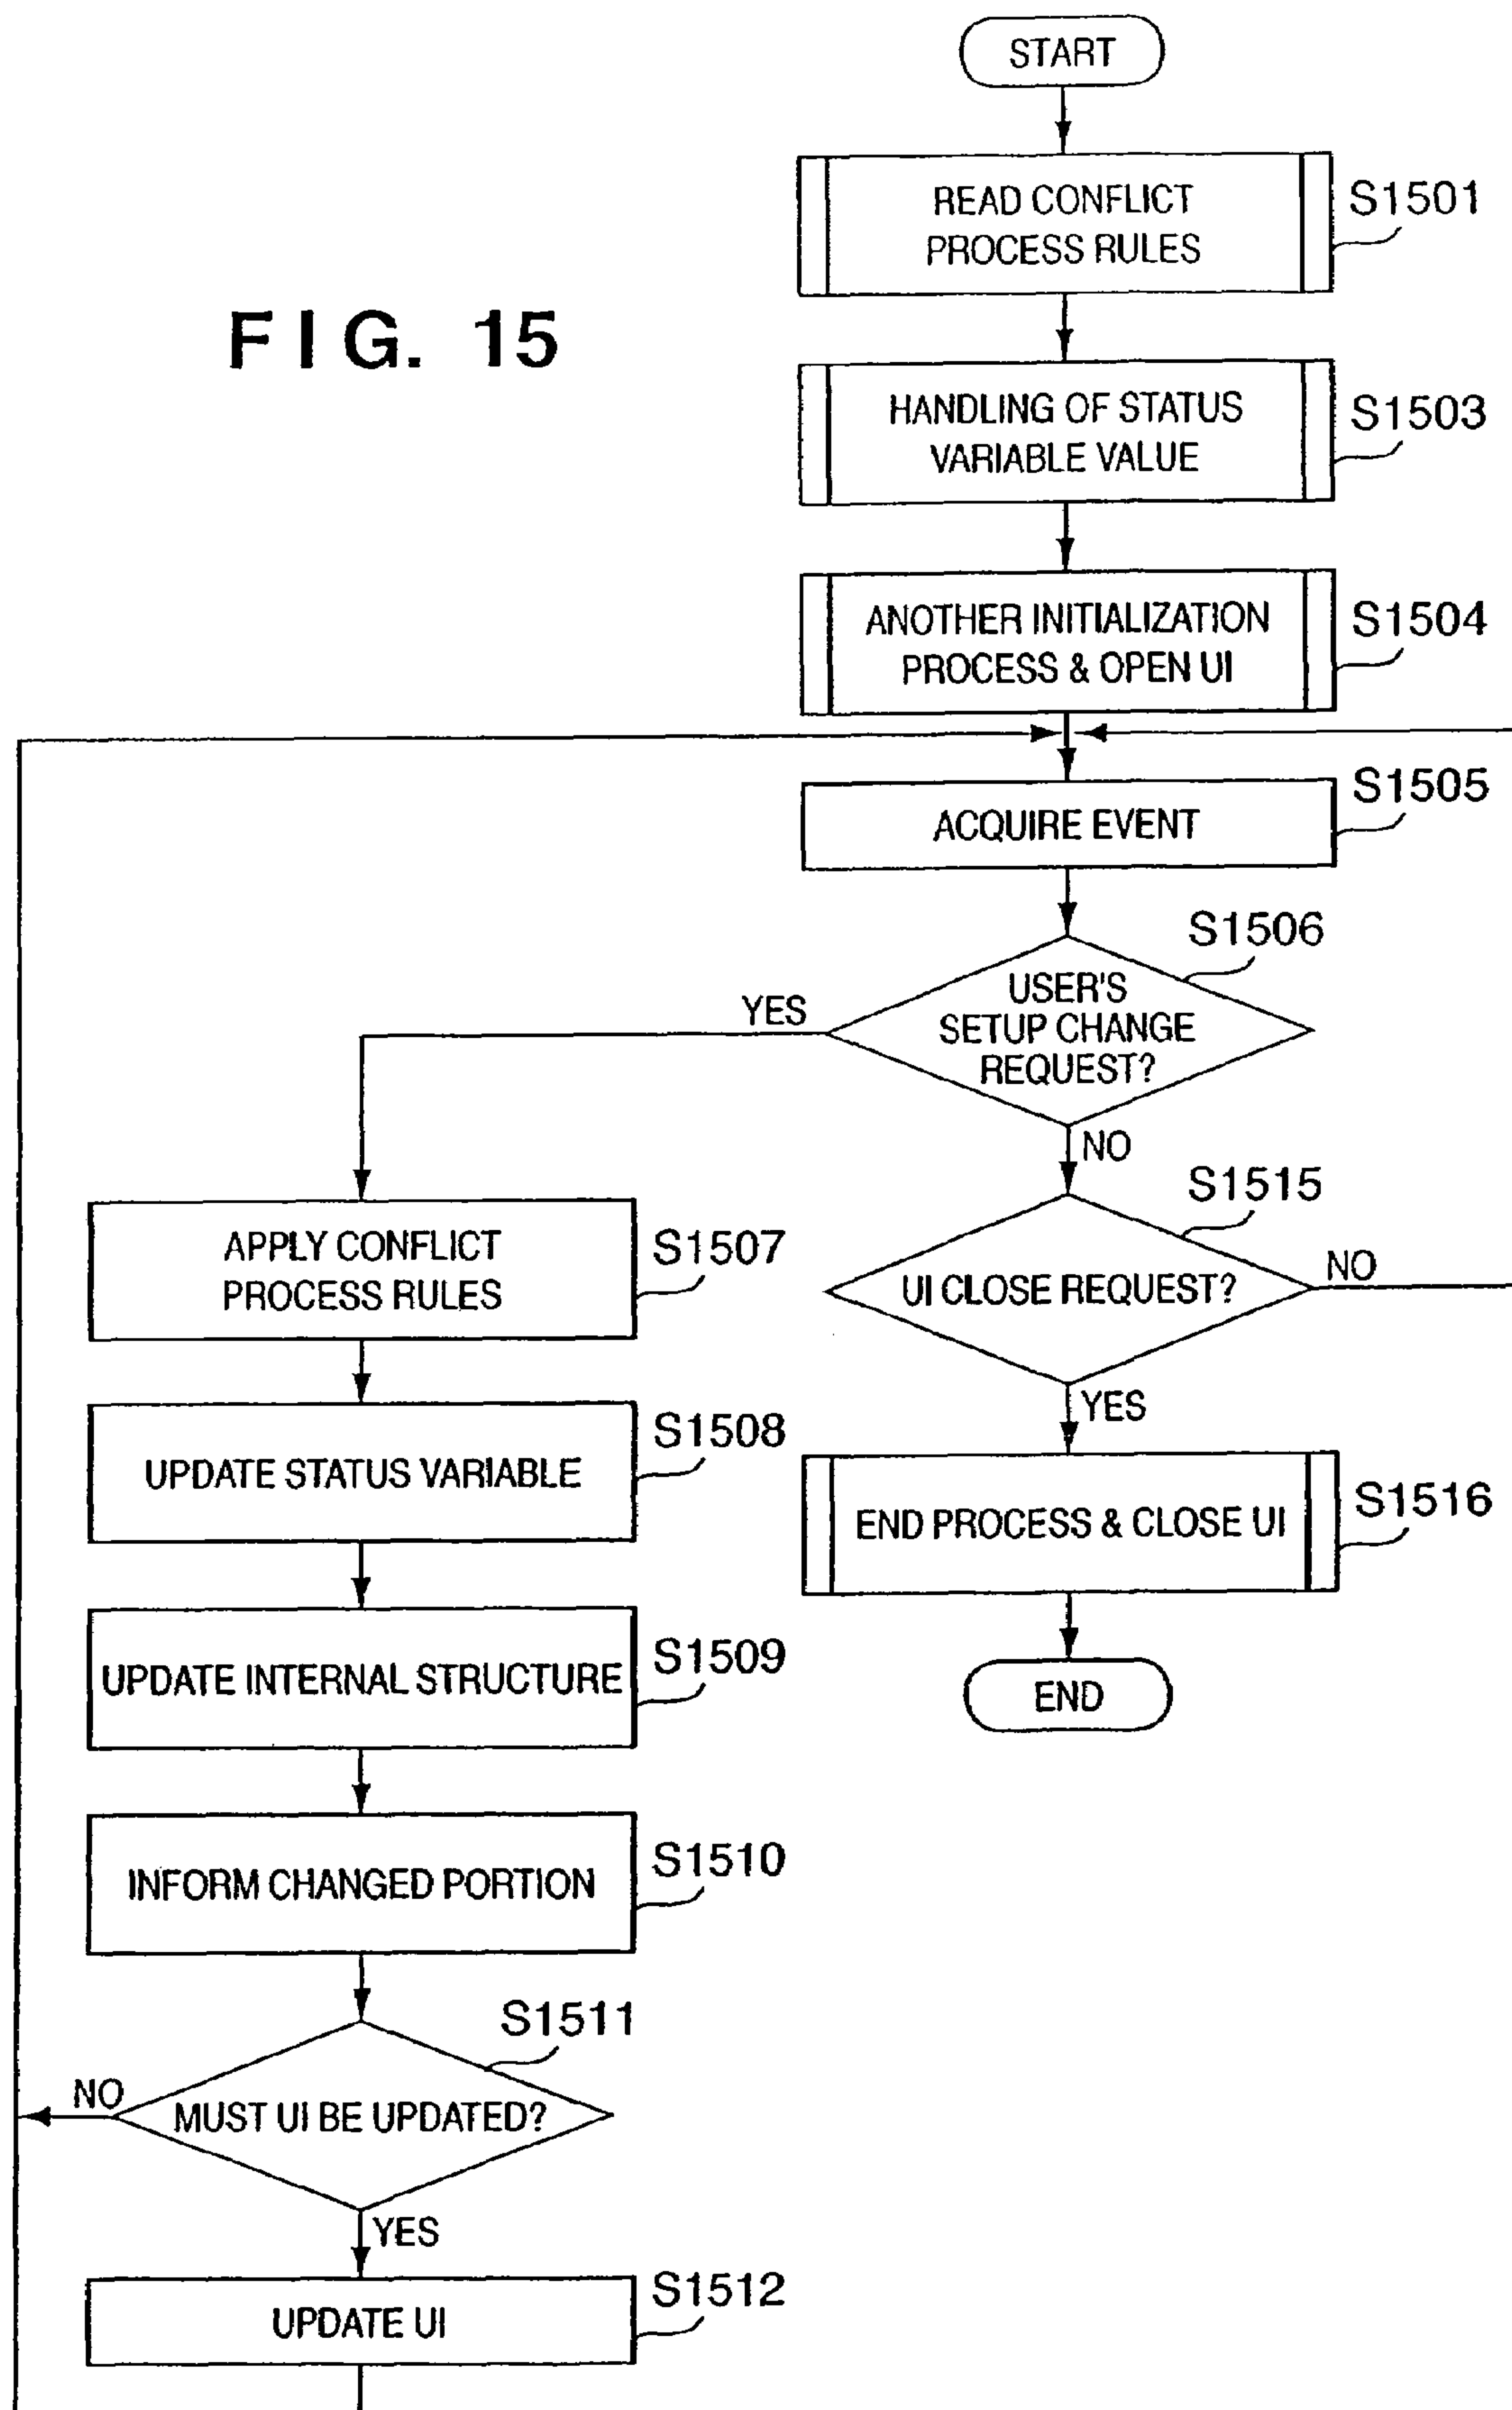 START
READ CONFLICT
PROCESS RULES
S1501
FIG. 15
HANDLING OF STATUS
VARIABLE VALUE
S1503
ANOTHER INITIALIZATION
PROCESS & OPEN UI
S1504
ACQUIRE EVENT
S1505
S1506
USER'S
SETUP CHANGE
REQUEST?
YES
NO
S1515
UI CLOSE REQUEST?
NO
YES
APPLY CONFLICT
PROCESS RULES
S1507
UPDATE STATUS VARIABLE
S1508
END PROCESS & CLOSE UI
S1516
END
UPDATE INTERNAL STRUCTURE
S1509
INFORM CHANGED PORTION
S1510
S1511
MUST UI BE UPDATED?
NO
YES
UPDATE UI
S1512